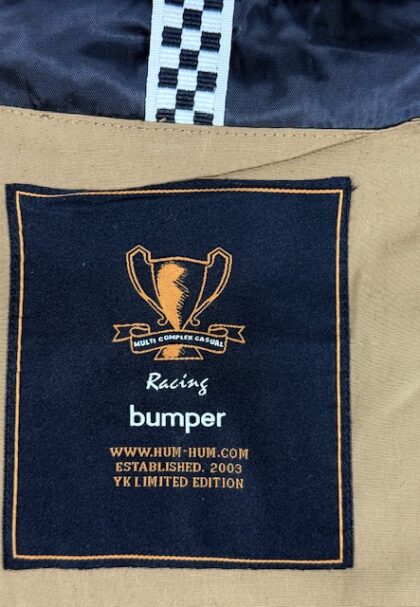 MULTI COMPLEX CASUAL
Racing
bumper
WWW.HUM-HUM.COM
ESTABLISHED. 2003
YK LIMITED EDITION